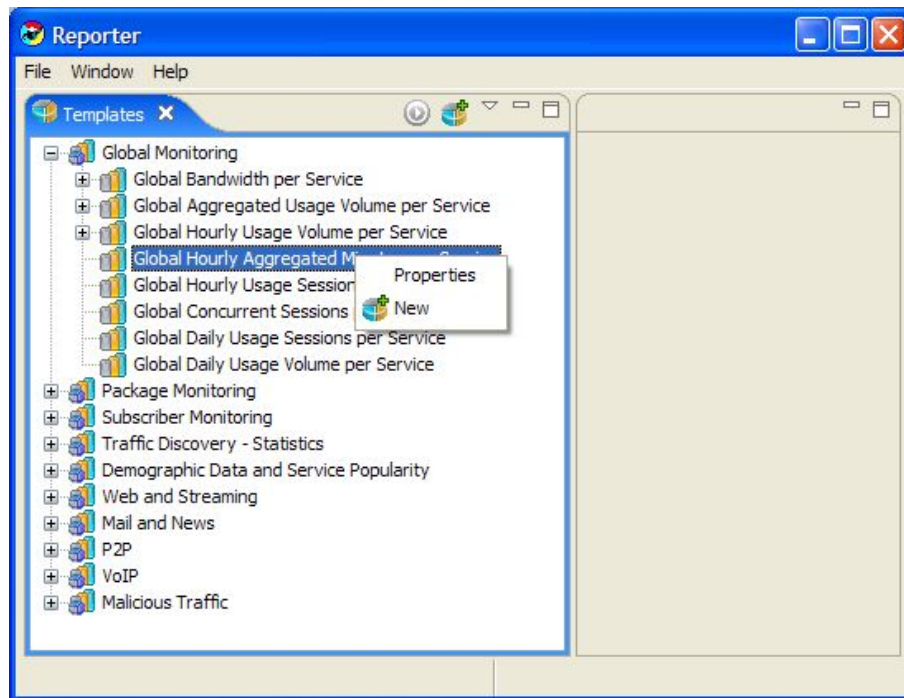 Reporter
File Window Help
Templates
Global Monitoring
Global Bandwidth per Service
Global Aggregated Usage Volume per Service
Global Hourly Usage Volume per Service
Global Hourly Aggregated
Properties
Global Hourly Usage Session
New
Global Concurrent Sessions
Global Daily Usage Sessions per Service
Global Daily Usage Volume per Service
Package Monitoring
Subscriber Monitoring
Traffic Discovery - Statistics
Demographic Data and Service Popularity
Web and Streaming
Mail and News
P2P
VoIP
Malicious Traffic